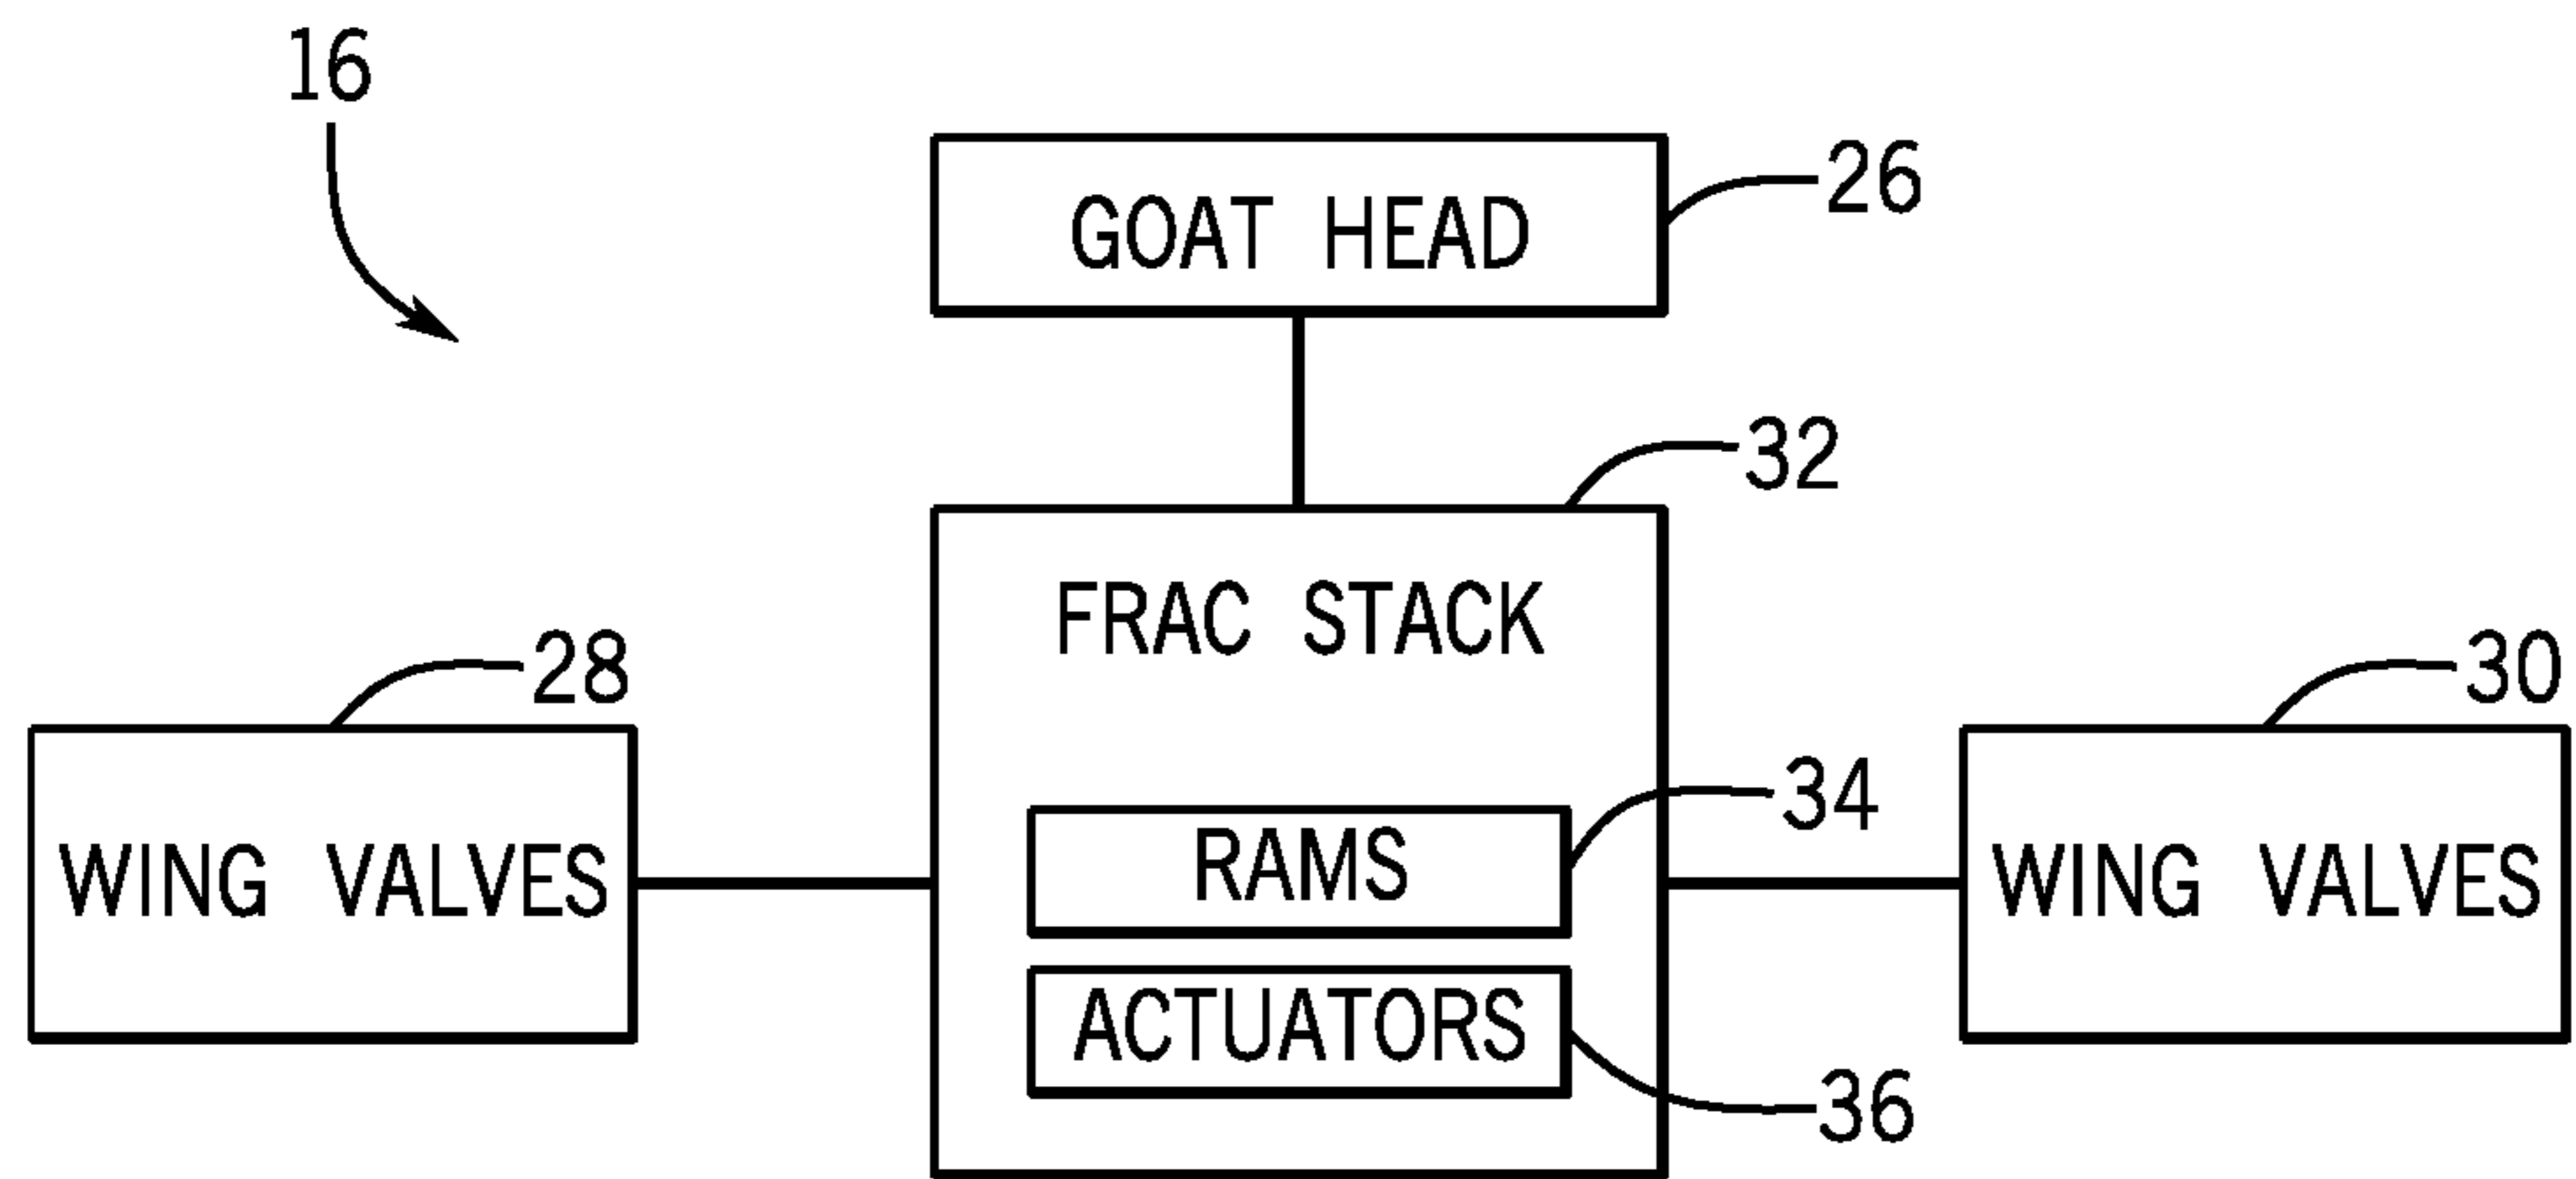 16
GOAT HEAD
26
32
FRAC STACK
28
30
WING VALVES
RAMS
34
WING VALVES
ACTUATORS
36